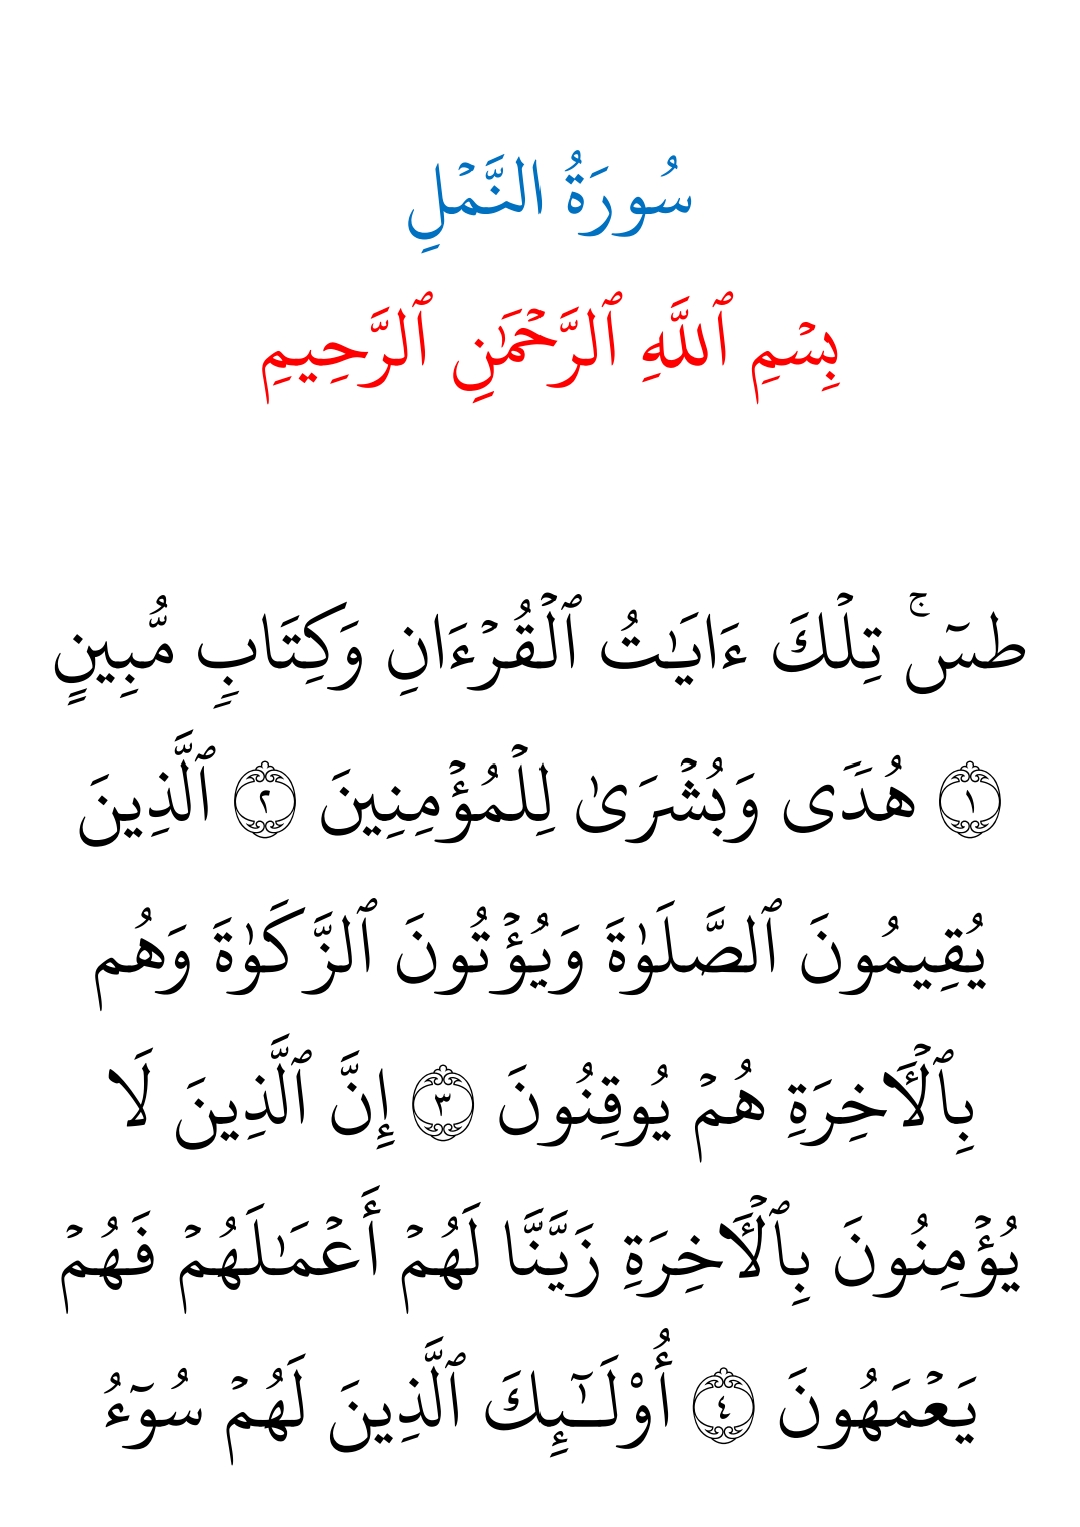 سُورَةُ النَّمۡلِ
بِسۡمِ ٱللَّهِ ٱلرَّحۡمَٰنِ ٱلرَّحِيمِ
طسٓۚ تِلۡكَ ءَايَٰتُ ٱلۡقُرۡءَانِ وَكِتَابٖ مُّبِينٍ
١ هُدٗى وَبُشۡرَىٰ لِلۡمُؤۡمِنِينَ ٢ ٱلَّذِينَ
يُقِيمُونَ ٱلصَّلَوٰةَ وَيُؤۡتُونَ ٱلزَّكَوٰةَ وَهُم
بِٱلۡأٓخِرَةِ هُمۡ يُوقِنُونَ ٣ إِنَّ ٱلَّذِينَ لَا
يُؤۡمِنُونَ بِٱلۡأٓخِرَةِ زَيَّنَّا لَهُمۡ أَعۡمَٰلَهُمۡ فَهُمۡ
يَعۡمَهُونَ ٤ أُوْلَٰٓئِكَ ٱلَّذِينَ لَهُمۡ سُوٓءُ